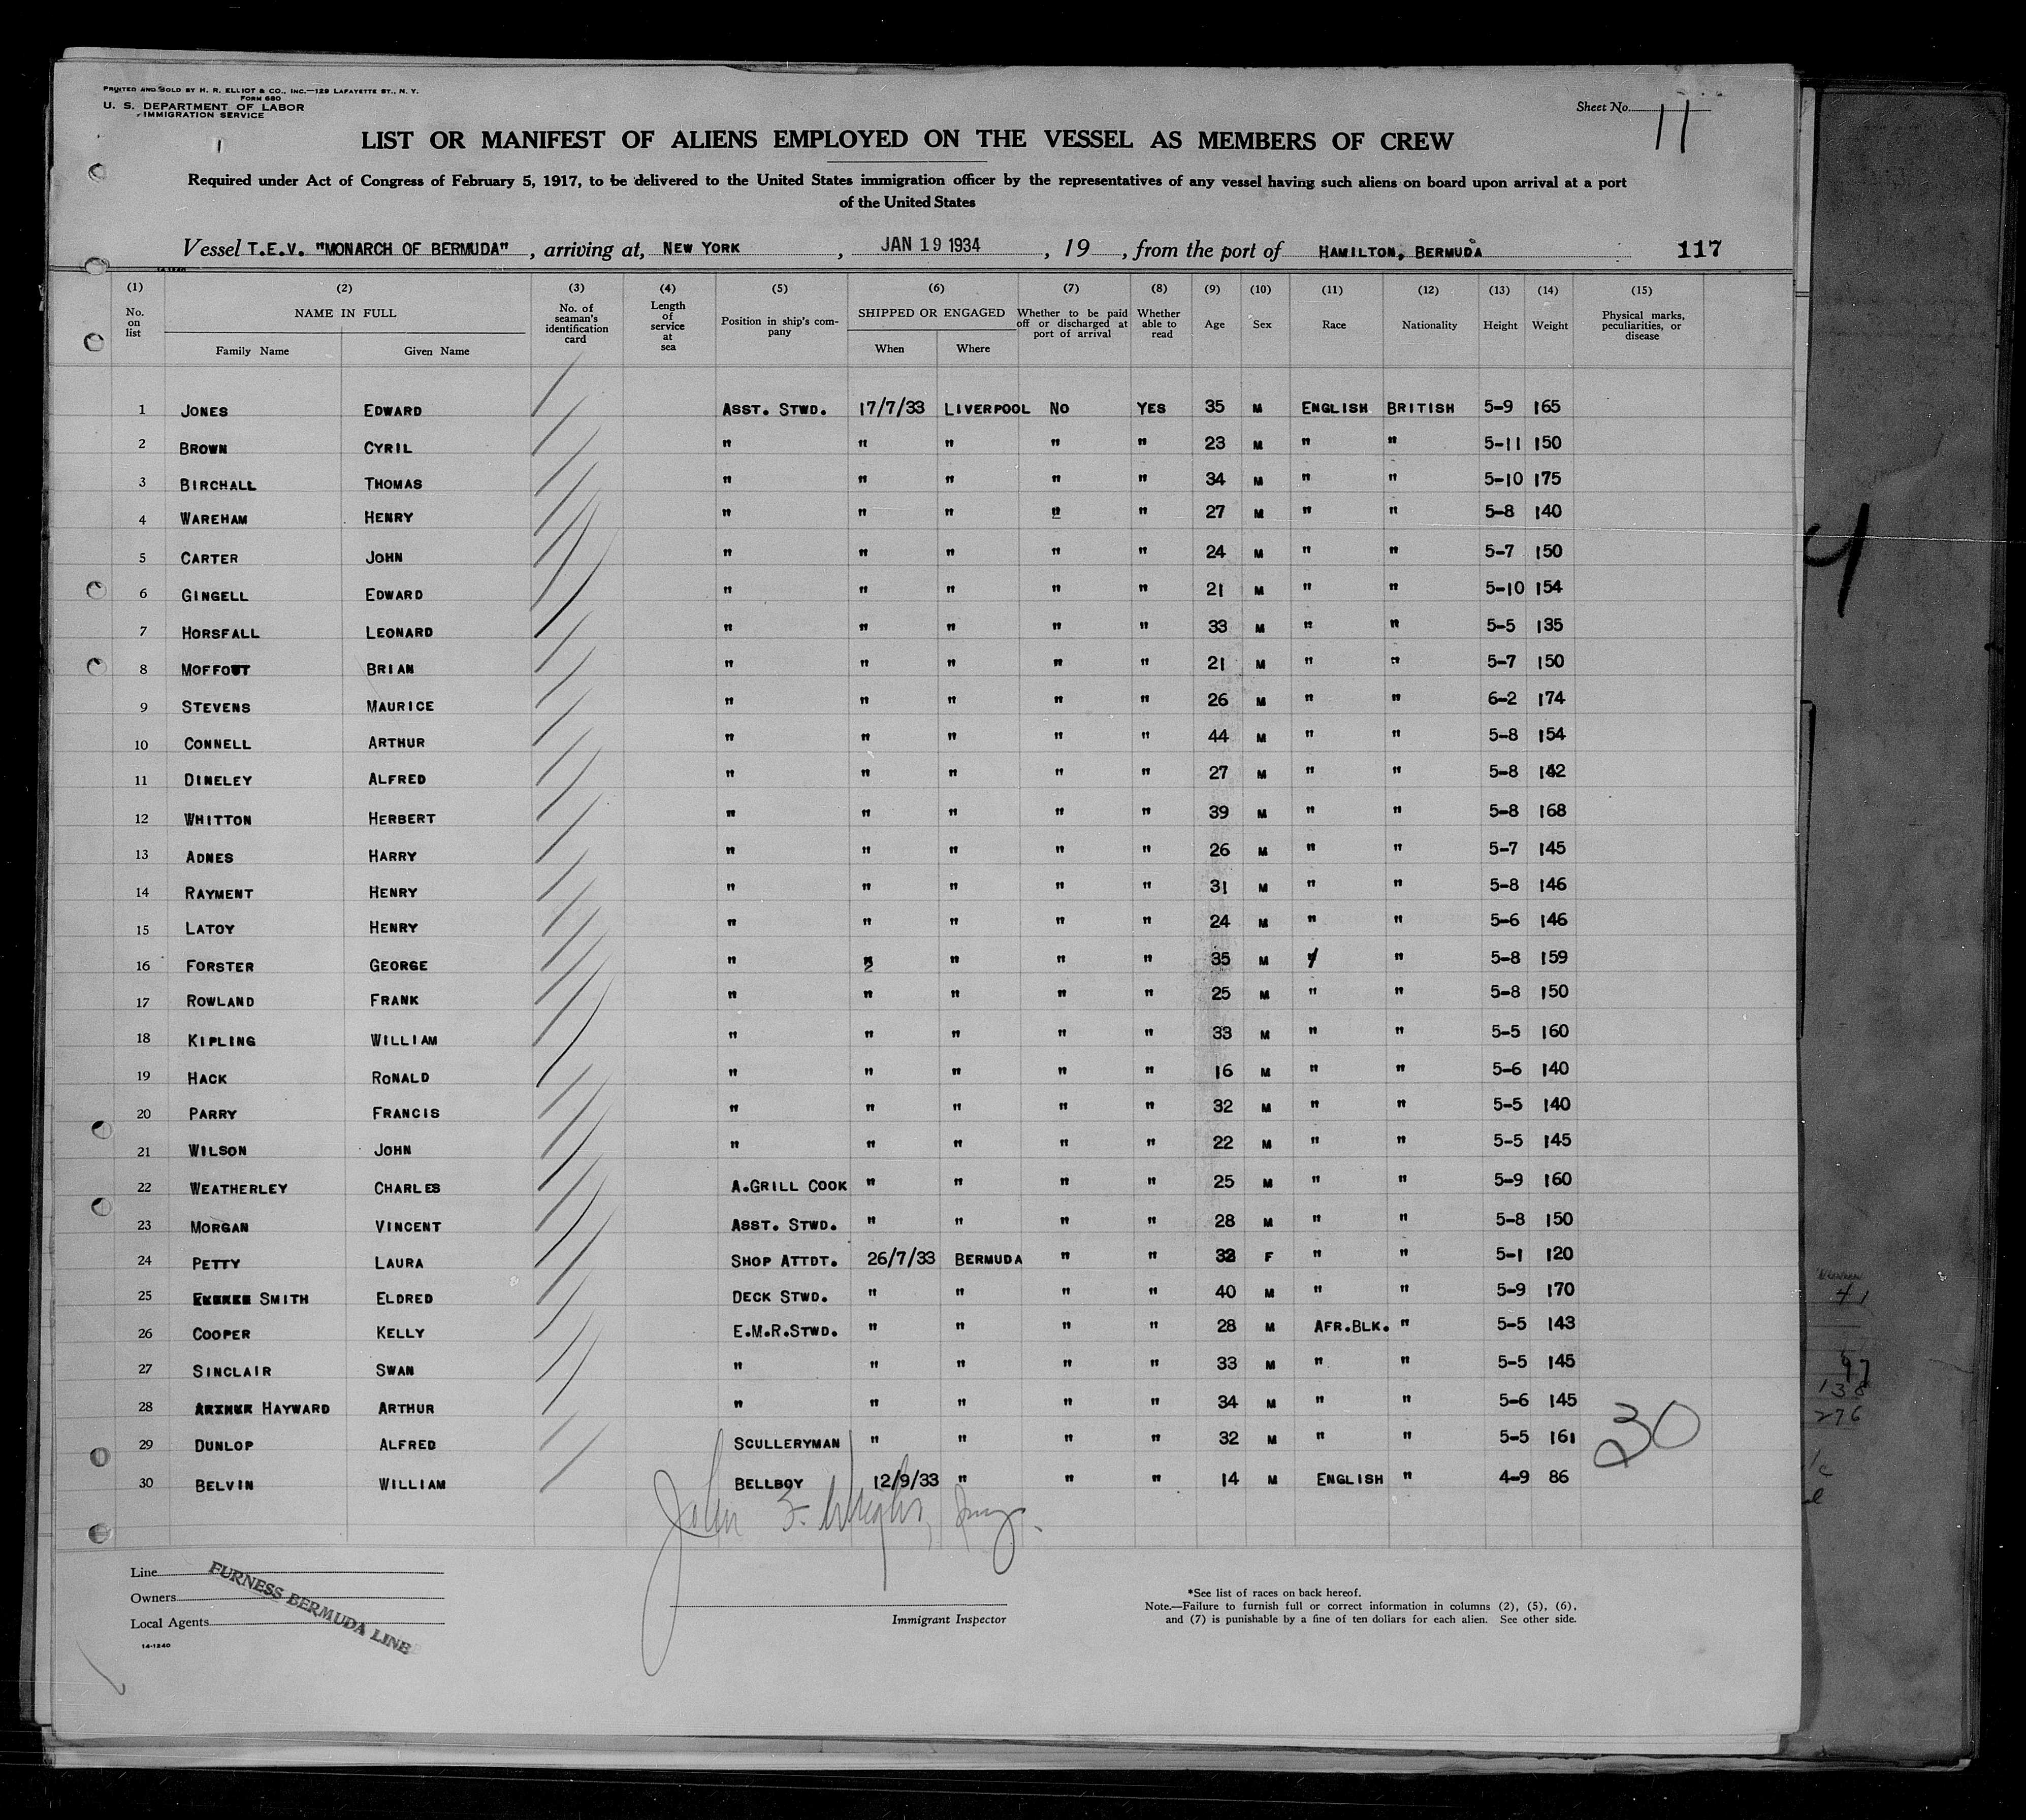 PRINTED AND SOLD BY H. R. ELLIOT & CO., INC.—129 LAFAYETTE ST., N. Y.
FORM 680
U. S. DEPARTMENT OF LABOR
IMMIGRATION SERVICE
Sheet No. 11
LIST OR MANIFEST OF ALIENS EMPLOYED ON THE VESSEL AS MEMBERS OF CREW
Required under Act of Congress of February 5, 1917, to be delivered to the United States immigration officer by the representatives of any vessel having such aliens on board upon arrival at a port
of the United States
Vessel T.E.V. "MONARCH OF BERMUDA" , arriving at, NEW YORK , JAN 19 1934 , 19 , from the port of HAMILTON, BERMUDA 117
14-1240
(1) (2) (3) (4) (5) (6) (7) (8) (9) (10) (11) (12) (13) (14) (15)
No. on list NAME IN FULL Family Name Given Name No. of seaman's identification card Length of service at sea Position in ship's company SHIPPED OR ENGAGED When Where Whether to be paid off or discharged at port of arrival Whether able to read Age Sex Race Nationality Height Weight Physical marks, peculiarities, or disease
1 JONES EDWARD ASST. STWD. 17/7/33 LIVERPOOL NO YES 35 M ENGLISH BRITISH 5-9 165
2 BROWN CYRIL " " " " " 23 M " " 5-11 150
3 BIRCHALL THOMAS " " " " " 34 M " " 5-10 175
4 WAREHAM HENRY " " " " " 27 M " " 5-8 140
5 CARTER JOHN " " " " " 24 M " " 5-7 150
6 GINGELL EDWARD " " " " " 21 M " " 5-10 154
7 HORSFALL LEONARD " " " " " 33 M " " 5-5 135
8 MOFFOUT BRIAN " " " " " 21 M " " 5-7 150
9 STEVENS MAURICE " " " " " 26 M " " 6-2 174
10 CONNELL ARTHUR " " " " " 44 M " " 5-8 154
11 DINELEY ALFRED " " " " " 27 M " " 5-8 142
12 WHITTON HERBERT " " " " " 39 M " " 5-8 168
13 ADNES HARRY " " " " " 26 M " " 5-7 145
14 RAYMENT HENRY " " " " " 31 M " " 5-8 146
15 LATOY HENRY " " " " " 24 M " " 5-6 146
16 FORSTER GEORGE " " " " " 35 M " " 5-8 159
17 ROWLAND FRANK " " " " " 25 M " " 5-8 150
18 KIPLING WILLIAM " " " " " 33 M " " 5-5 160
19 HACK RONALD " " " " " 16 M " " 5-6 140
20 PARRY FRANCIS " " " " " 32 M " " 5-5 140
21 WILSON JOHN " " " " " 22 M " " 5-5 145
22 WEATHERLEY CHARLES A.GRILL COOK " " " " 25 M " " 5-9 160
23 MORGAN VINCENT ASST. STWD. " " " " 28 M " " 5-8 150
24 PETTY LAURA SHOP ATTDT. 26/7/33 BERMUDA " " 32 F " " 5-1 120
25 SMITH ELDRED DECK STWD. " " " " 40 M " " 5-9 170
26 COOPER KELLY E.M.R.STWD. " " " " 28 M AFR.BLK. " 5-5 143
27 SINCLAIR SWAN " " " " " 33 M " " 5-5 145
28 HAYWARD ARTHUR " " " " " 34 M " " 5-6 145
29 DUNLOP ALFRED SCULLERYMAN " " " " 32 M " " 5-5 161
30 BELVIN WILLIAM BELLBOY 12/9/33 " " " 14 M ENGLISH " 4-9 86
30
Line
Owners
Local Agents
FURNESS BERMUDA LINE
14-1240
Immigrant Inspector
*See list of races on back hereof.
Note.—Failure to furnish full or correct information in columns (2), (5), (6),
and (7) is punishable by a fine of ten dollars for each alien. See other side.
4
41
97
138
276